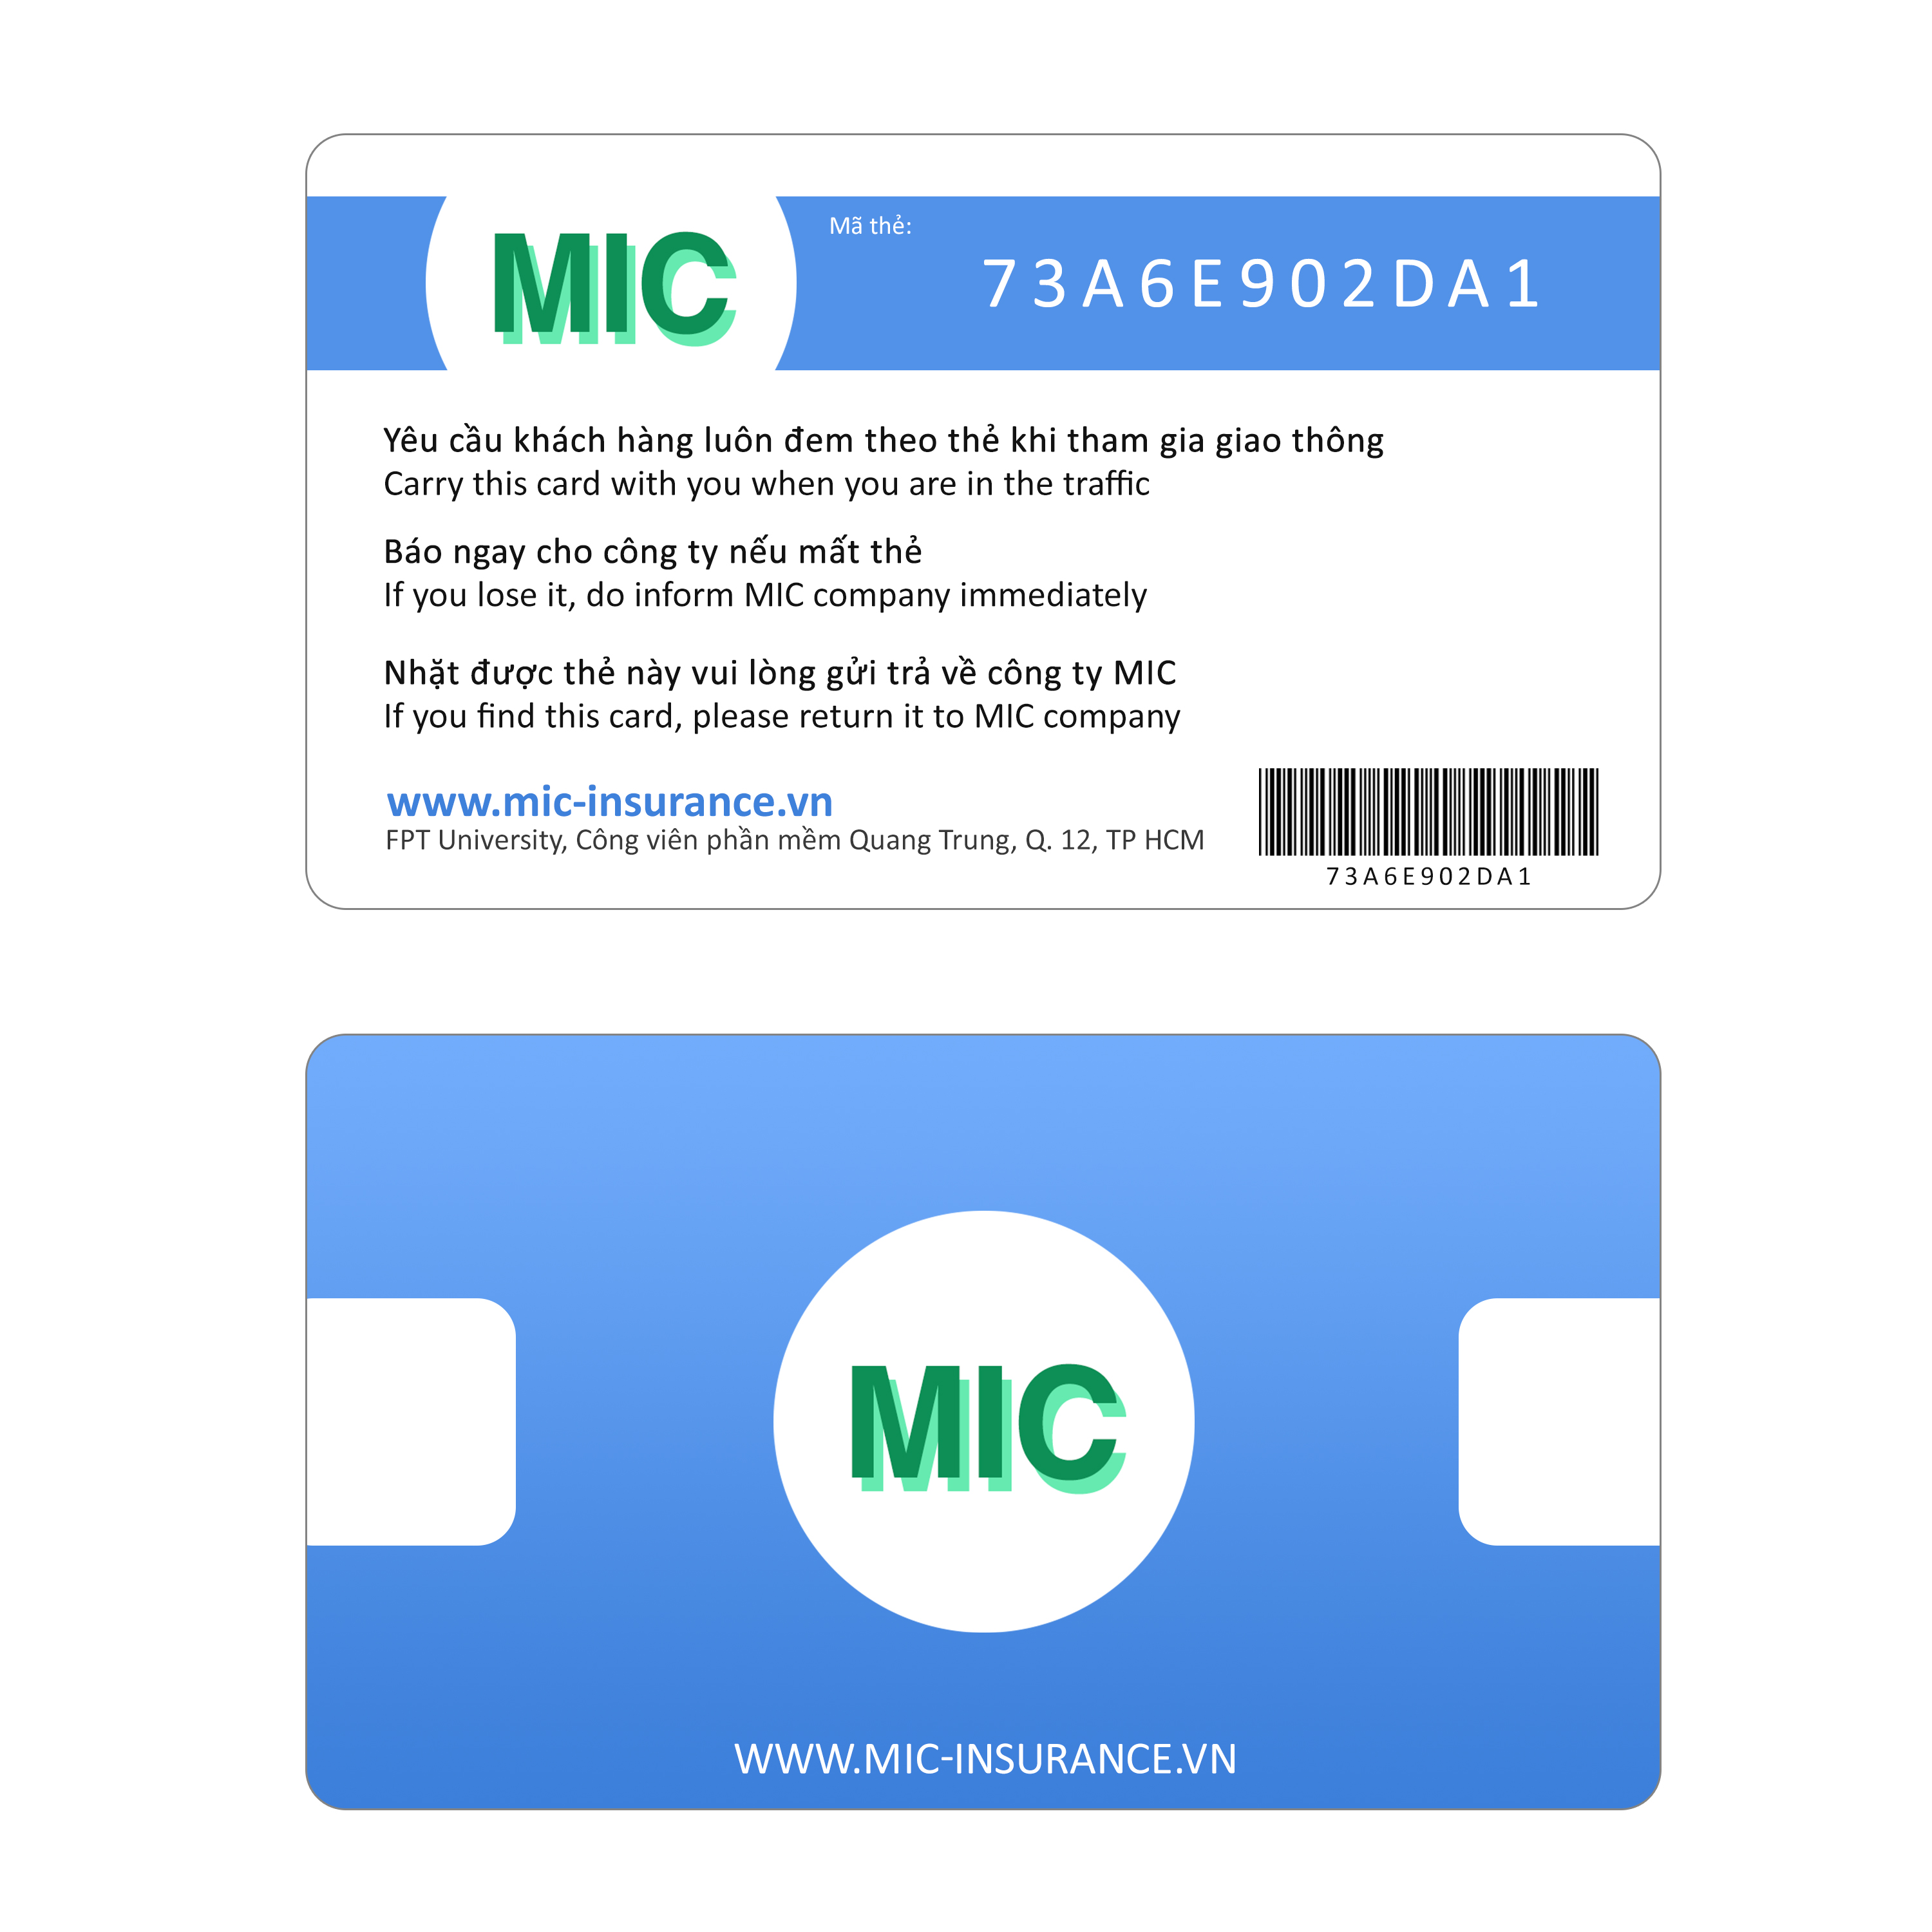 MIC
Mã thẻ:
73A6E902DA1
Yêu cầu khách hàng luôn đem theo thẻ khi tham gia giao thông
Carry this card with you when you are in the traffic
Báo ngay cho công ty nếu mất thẻ
If you lose it, do inform MIC company immediately
Nhặt được thẻ này vui lòng gửi trả về công ty MIC
If you find this card, please return it to MIC company
www.mic-insurance.vn
FPT University, Công viên phần mềm Quang Trung, Q. 12, TP HCM
73A6E902DA1
MIC
WWW.MIC-INSURANCE.VN